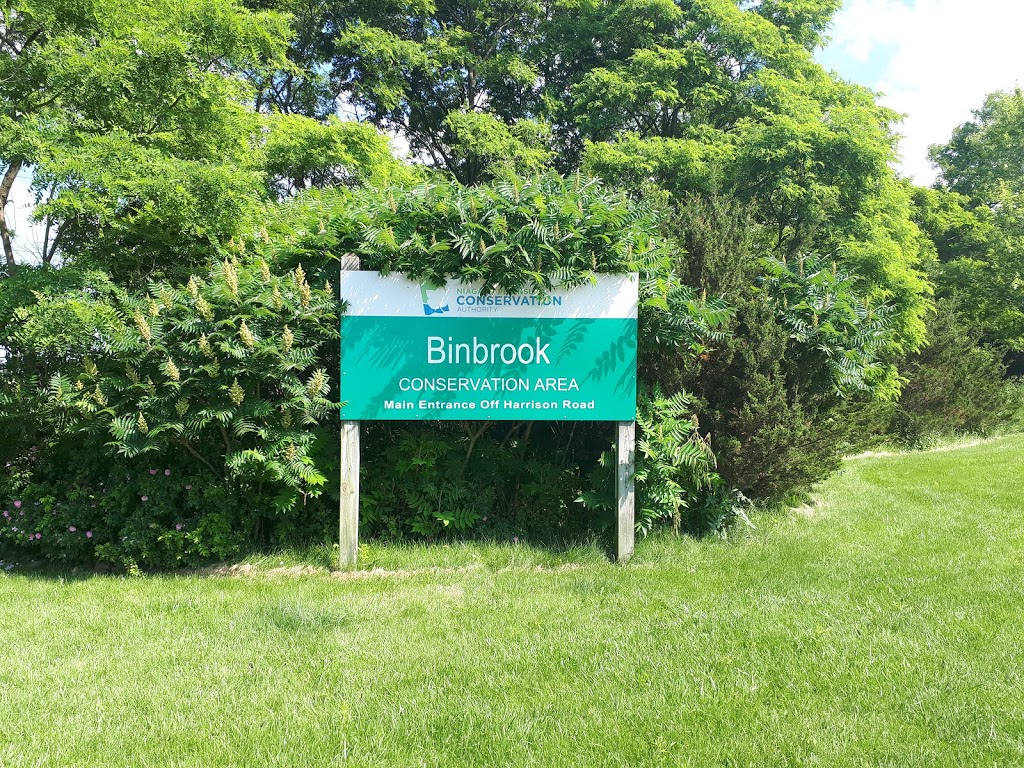 CONSERVATION
AUTHORITY
Binbrook
CONSERVATION AREA
Main Entrance Off Harrison Road